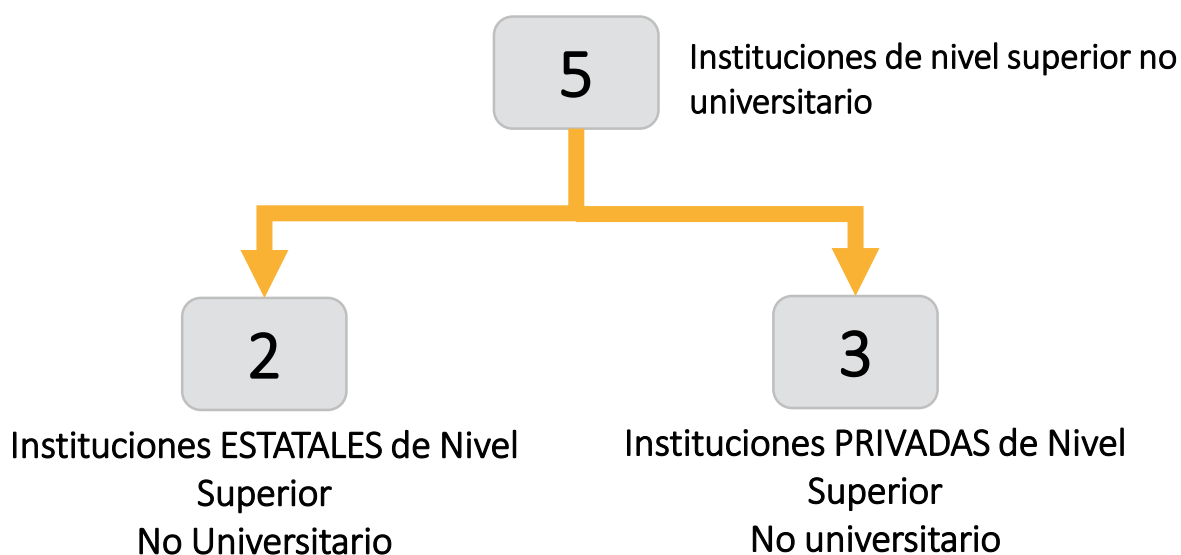 5
Instituciones de nivel superior no
universitario
2
Instituciones ESTATALES de Nivel
Superior
No Universitario
3
Instituciones PRIVADAS de Nivel
Superior
No universitario